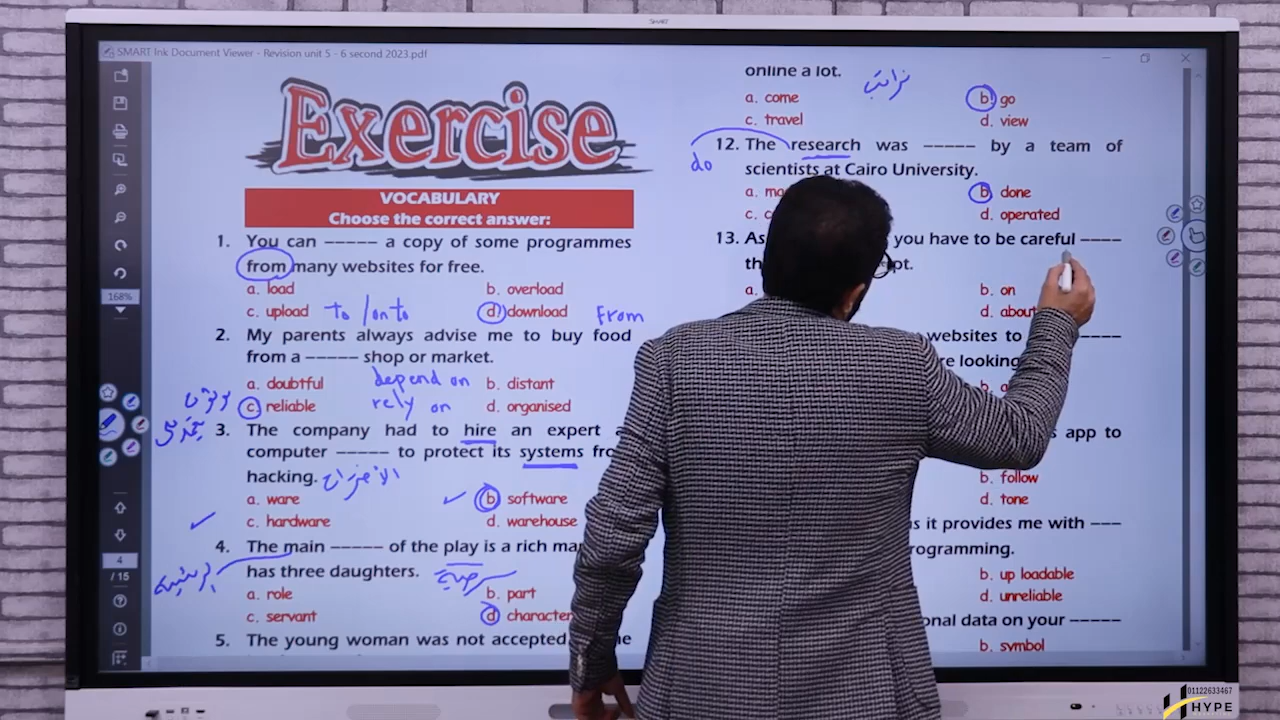 SMART
SMART Ink Document Viewer - Revision unit 5 - 6 second 2023.pdf
168%
4
/ 15
Exercise
VOCABULARY
Choose the correct answer:
1. You can ----- a copy of some programmes
from many websites for free.
a. load b. overload
c. upload to / onto d. download From
2. My parents always advise me to buy food
from a ----- shop or market.
a. doubtful depend on b. distant
c. reliable rely on d. organised
3. The company had to hire an expert
computer ----- to protect its systems
hacking.
a. ware b. software
c. hardware d. warehouse
4. The main ----- of the play is a rich
has three daughters.
a. role b. part
c. servant d. character
5. The young woman was not accepted
online a lot.
a. come b. go
c. travel d. view
12. The research was ----- by a team of
do
scientists at Cairo University.
b. done
c. d. operated
13. you have to be careful ----
a. b. on
d. about
websites to ----
looking
b.
app to
b. follow
d. tone
it provides me with ---
b. up loadable
d. unreliable
data on your -----
b. symbol
01122633467
HYPE